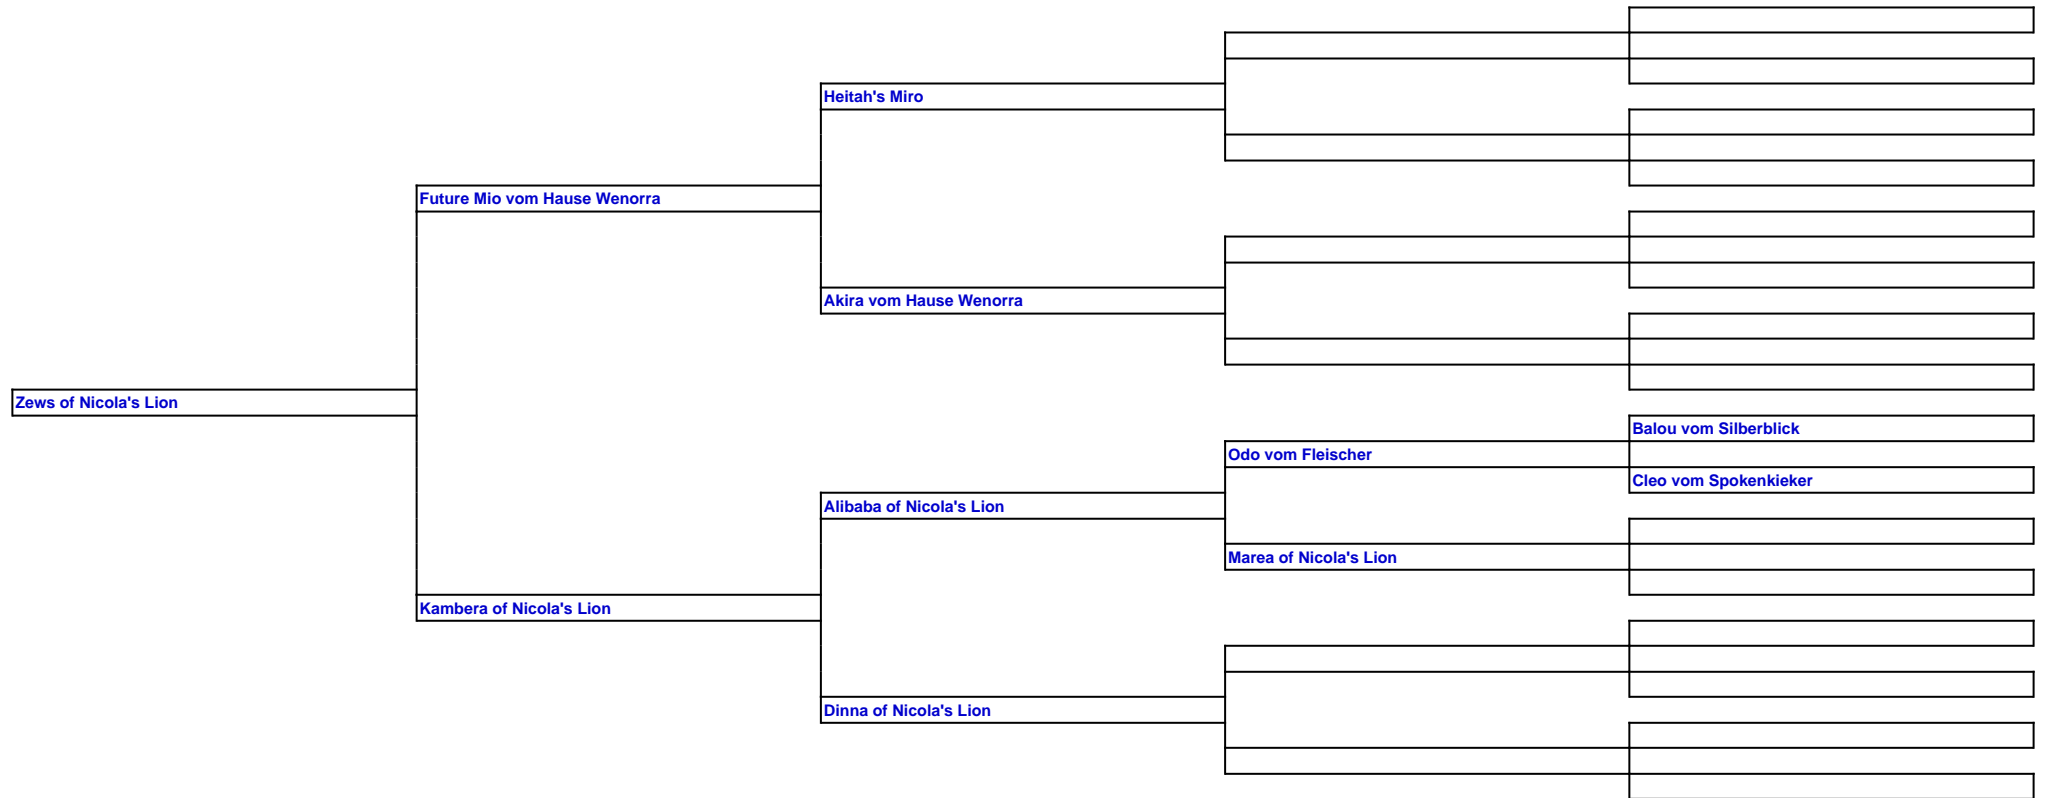 Heitah's Miro
Future Mio vom Hause Wenorra
Akira vom Hause Wenorra
Zews of Nicola's Lion
Balou vom Silberblick
Odo vom Fleischer
Cleo vom Spokenkieker
Alibaba of Nicola's Lion
Marea of Nicola's Lion
Kambera of Nicola's Lion
Dinna of Nicola's Lion